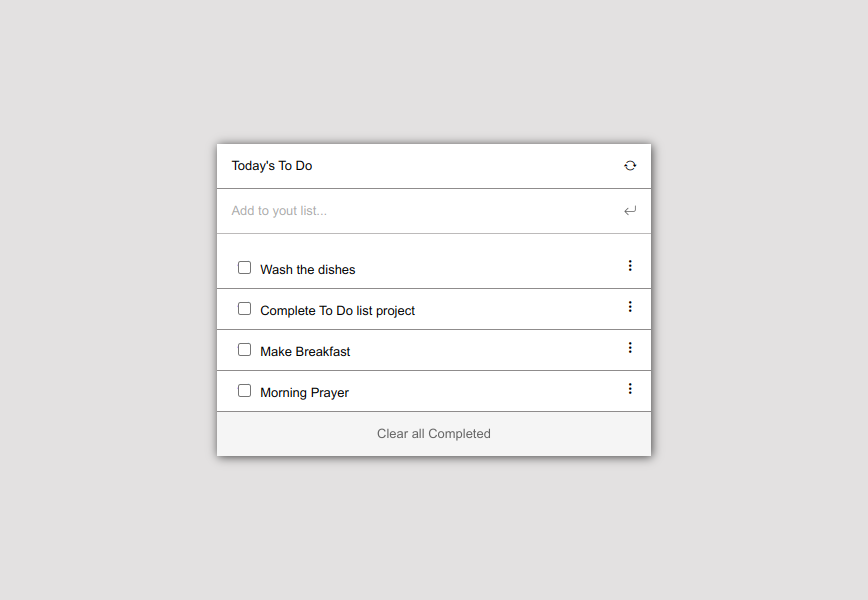 Today's To Do
Add to yout list...
Wash the dishes
Complete To Do list project
Make Breakfast
Morning Prayer
Clear all Completed